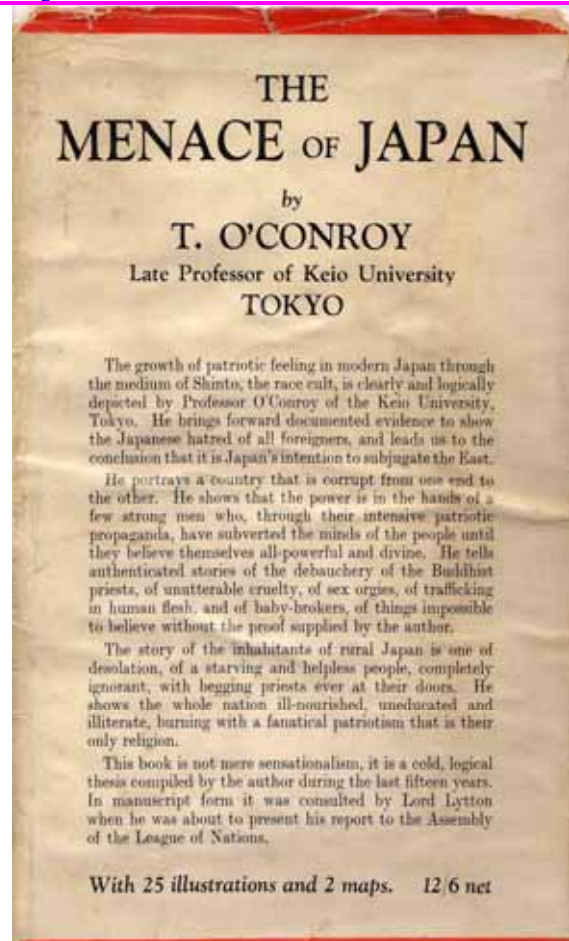 THE
MENACE OF JAPAN
by
T. O'CONROY
Late Professor of Keio University
TOKYO
The growth of patriotic feeling in modern Japan through
the medium of Shinto, the race cult, is clearly and logically
depicted by Professor O'Conroy of the Keio University,
Tokyo. He brings forward documented evidence to show
the Japanese hatred of all foreigners, and leads us to the
conclusion that it is Japan's intention to subjugate the East.
He portrays a country that is corrupt from one end to
the other. He shows that the power is in the hands of a
few strong men who, through their intensive patriotic
propaganda, have subverted the minds of the people until
they believe themselves all-powerful and divine. He tells
authenticated stories of the debauchery of the Buddhist
priests, of unutterable cruelty, of sex orgies, of trafficking
in human flesh, and of baby-brokers, of things impossible
to believe without the proof supplied by the author.
The story of the inhabitants of rural Japan is one of
desolation, of a starving and helpless people, completely
ignorant, with begging priests ever at their doors. He
shows the whole nation ill-nourished, uneducated and
illiterate, burning with a fanatical patriotism that is their
only religion.
This book is not mere sensationalism, it is a cold, logical
thesis compiled by the author during the last fifteen years.
In manuscript form it was consulted by Lord Lytton
when he was about to present his report to the Assembly
of the League of Nations.
With 25 illustrations and 2 maps. 12/6 net